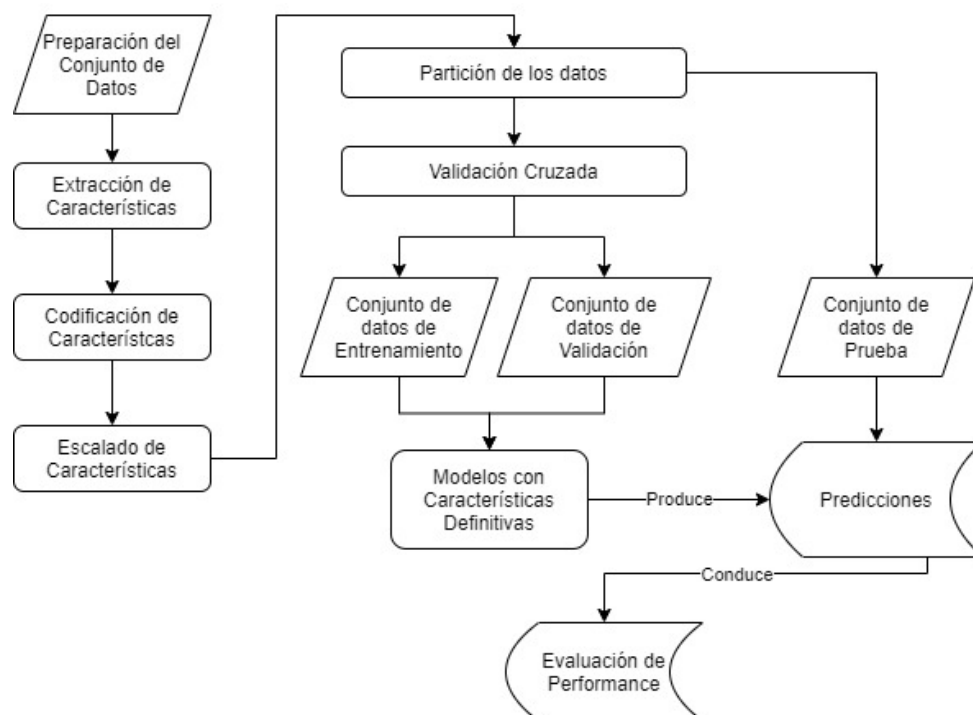 Preparación del
Conjunto de
Datos
Extracción de
Características
Codificación de
Característcas
Escalado de
Características
Partición de los datos
Validación Cruzada
Conjunto de
datos de
Entrenamiento
Conjunto de
datos de
Validación
Conjunto de
datos de
Prueba
Modelos con
Características
Definitivas
Produce
Predicciones
Conduce
Evaluación de
Performance